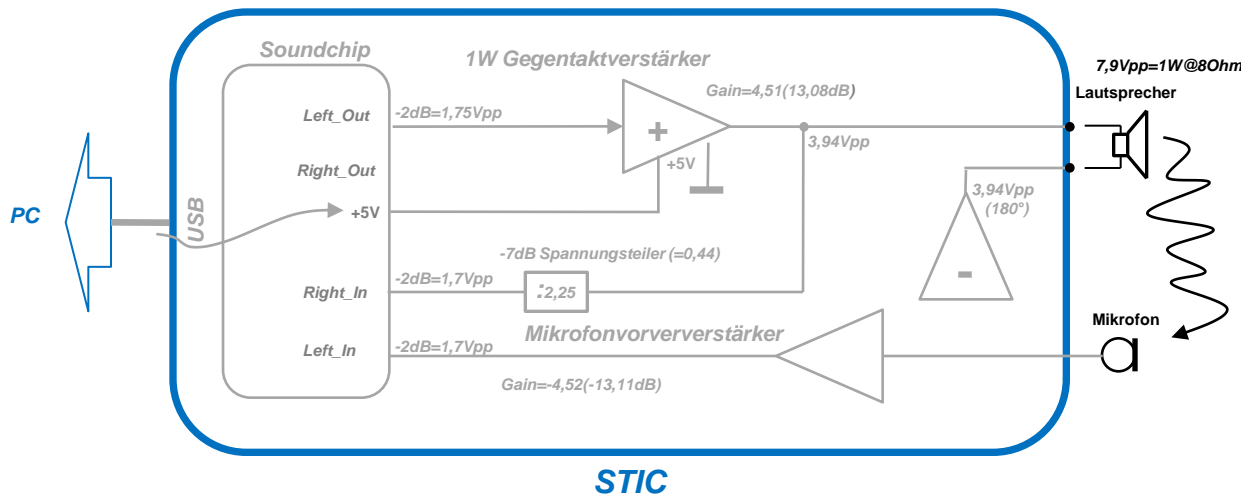 Soundchip
1W Gegentaktverstärker
7,9Vpp=1W@8Ohm
Gain=4,51(13,08dB)
Lautsprecher
Left_Out
-2dB=1,75Vpp
+
3,94Vpp
Right_Out
+5V
3,94Vpp
(180°)
PC
USB
+5V
-7dB Spannungsteiler (=0,44)
-
Right_In
-2dB=1,7Vpp
:2,25
Mikrofonvorververstärker
Mikrofon
Left_In
-2dB=1,7Vpp
Gain=-4,52(-13,11dB)
STIC